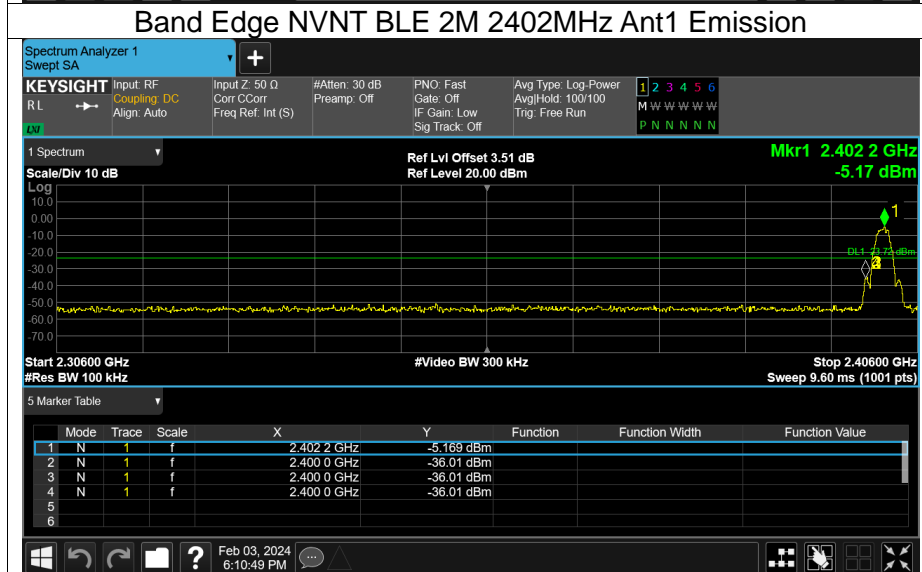 Band Edge NVNT BLE 2M 2402MHz Ant1 Emission
Spectrum Analyzer 1
Swept SA
+
KEYSIGHT
RL
LXI
Input: RF
Coupling: DC
Align: Auto
Input Z: 50 Ω
Corr CCorr
Freq Ref: Int (S)
#Atten: 30 dB
Preamp: Off
PNO: Fast
Gate: Off
IF Gain: Low
Sig Track: Off
Avg Type: Log-Power
Avg|Hold: 100/100
Trig: Free Run
1 2 3 4 5 6
M W W W W W
P N N N N N
1 Spectrum
Scale/Div 10 dB
Ref Lvl Offset 3.51 dB
Ref Level 20.00 dBm
Mkr1 2.402 2 GHz
-5.17 dBm
Log
10.0
0.00
-10.0
-20.0
-30.0
-40.0
-50.0
-60.0
-70.0
1
DL1 -23.72 dBm
Start 2.30600 GHz
#Video BW 300 kHz
Stop 2.40600 GHz
#Res BW 100 kHz
Sweep 9.60 ms (1001 pts)
5 Marker Table
Mode Trace Scale X Y Function Function Width Function Value
1 N 1 f 2.402 2 GHz -5.169 dBm
2 N 1 f 2.400 0 GHz -36.01 dBm
3 N 1 f 2.400 0 GHz -36.01 dBm
4 N 1 f 2.400 0 GHz -36.01 dBm
5
6
?
Feb 03, 2024
6:10:49 PM